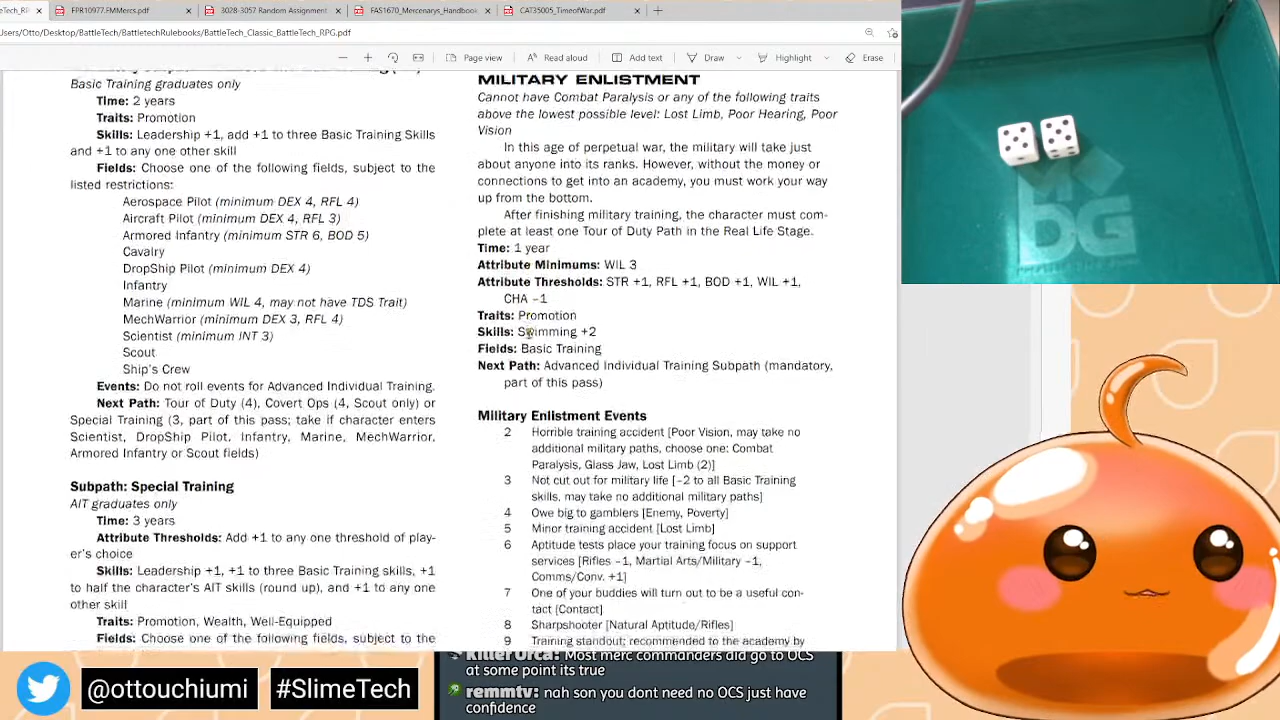 FPR10977.FMMercs.pdf
3028-3057 Random Assignment
FAS1670_Mercenarys_Handbook
CAT35005_TimeofWar.pdf
sers/Otto/Desktop/BattleTech/BattletechRulebooks/BattleTech_Classic_BattleTech_RPG.pdf
Page view
Read aloud
Add text
Draw
Highlight
Erase
Basic Training graduates only
Time: 2 years
Traits: Promotion
Skills: Leadership +1, add +1 to three Basic Training Skills
and +1 to any one other skill
Fields: Choose one of the following fields, subject to the
listed restrictions:
Aerospace Pilot (minimum DEX 4, RFL 4)
Aircraft Pilot (minimum DEX 4, RFL 3)
Armored Infantry (minimum STR 6, BOD 5)
Cavalry
DropShip Pilot (minimum DEX 4)
Infantry
Marine (minimum WIL 4, may not have TDS Trait)
MechWarrior (minimum DEX 3, RFL 4)
Scientist (minimum INT 3)
Scout
Ship's Crew
Events: Do not roll events for Advanced Individual Training.
Next Path: Tour of Duty (4), Covert Ops (4, Scout only) or
Special Training (3, part of this pass; take if character enters
Scientist, DropShip Pilot, Infantry, Marine, MechWarrior,
Armored Infantry or Scout fields)
Subpath: Special Training
AIT graduates only
Time: 3 years
Attribute Thresholds: Add +1 to any one threshold of play-
er's choice
Skills: Leadership +1, +1 to three Basic Training skills, +1
to half the character's AIT skills (round up), and +1 to any one
other skill
Traits: Promotion, Wealth, Well-Equipped
Fields: Choose one of the following fields, subject to the
MILITARY ENLISTMENT
Cannot have Combat Paralysis or any of the following traits
above the lowest possible level: Lost Limb, Poor Hearing, Poor
Vision
In this age of perpetual war, the military will take just
about anyone into its ranks. However, without the money or
connections to get into an academy, you must work your way
up from the bottom.
After finishing military training, the character must com-
plete at least one Tour of Duty Path in the Real Life Stage.
Time: 1 year
Attribute Minimums: WIL 3
Attribute Thresholds: STR +1, RFL +1, BOD +1, WIL +1,
CHA –1
Traits: Promotion
Skills: Swimming +2
Fields: Basic Training
Next Path: Advanced Individual Training Subpath (mandatory,
part of this pass)
Military Enlistment Events
2 Horrible training accident [Poor Vision, may take no
additional military paths, choose one: Combat
Paralysis, Glass Jaw, Lost Limb (2)]
3 Not cut out for military life [–2 to all Basic Training
skills, may take no additional military paths]
4 Owe big to gamblers [Enemy, Poverty]
5 Minor training accident [Lost Limb]
6 Aptitude tests place your training focus on support
services [Rifles –1, Martial Arts/Military –1,
Comms/Conv. +1]
7 One of your buddies will turn out to be a useful con-
tact [Contact]
8 Sharpshooter [Natural Aptitude/Rifles]
9 Training standout; recommended to the academy by
bG
@ottouchiumi
#SlimeTech
KillerOrca: Most merc commanders did go to OCS
at some point its true
remmtv: nah son you dont need no OCS just have
confidence